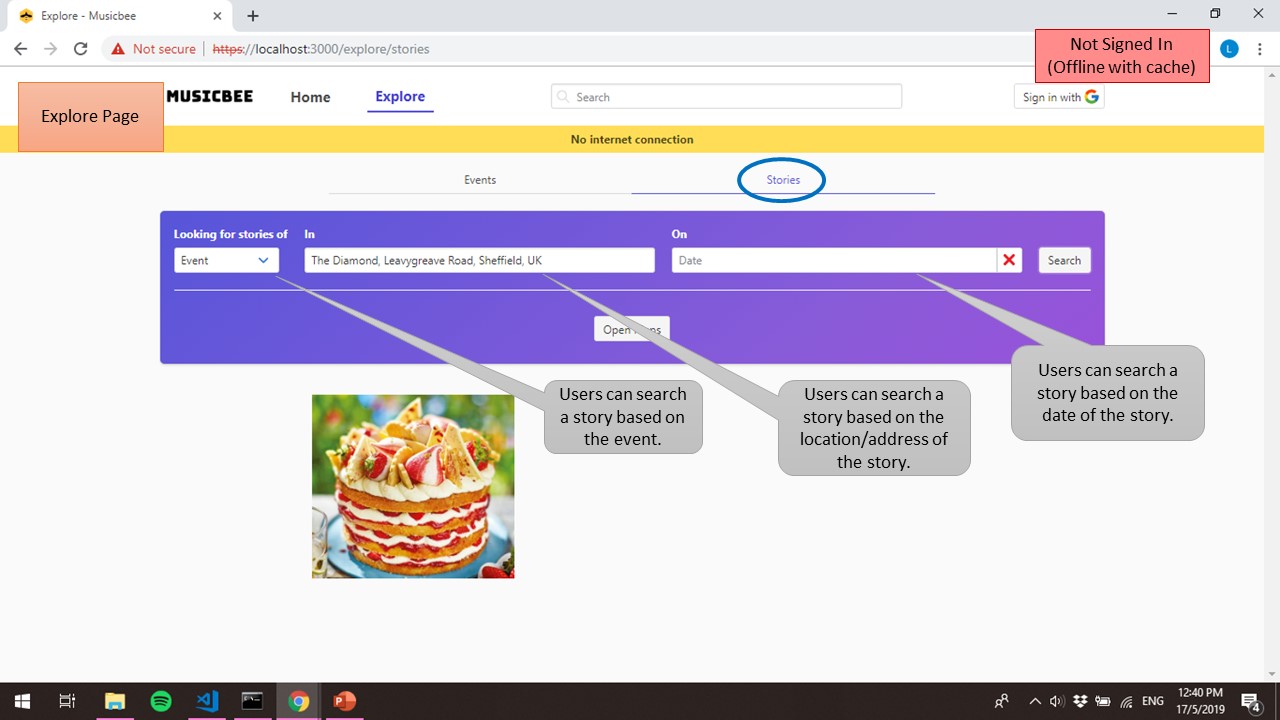 Explore - Musicbee
Not secure
https://localhost:3000/explore/stories
L
Not Signed In
(Offline with cache)
Explore Page
MUSICBEE
Home
Explore
Search
Sign in with
No internet connection
Events
Stories
Looking for stories of
In
On
Event
The Diamond, Leavygreave Road, Sheffield, UK
Date
Search
Open
Users can search
a story based on
the event.
Users can search a
story based on the
location/address of
the story.
Users can search a
story based on the
date of the story.
ENG
12:40 PM
17/5/2019
4